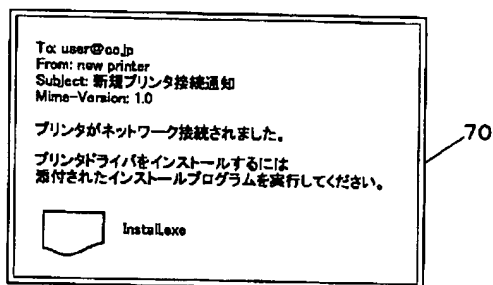 To: user@co.jp
From: new printer
Subject: 新規プリンタ接続通知
Mime-Version: 1.0
プリンタがネットワーク接続されました。
プリンタドライバをインストールするには
添付されたインストールプログラムを実行してください。
Install.exe
70